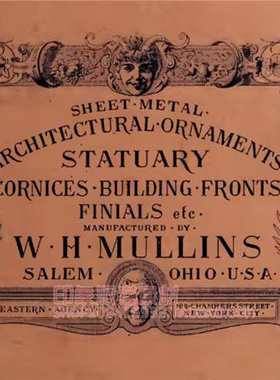 SHEET·METAL·
ARCHITECTURAL·ORNAMENTS
STATUARY
CORNICES·BUILDING·FRONTS
FINIALS etc.
MANUFACTURED·BY·
W·H·MULLINS
SALEM· OHIO·U·S·A
EASTERN·AGENCY CHAMBERS STREET
NEW·YORK·CITY·